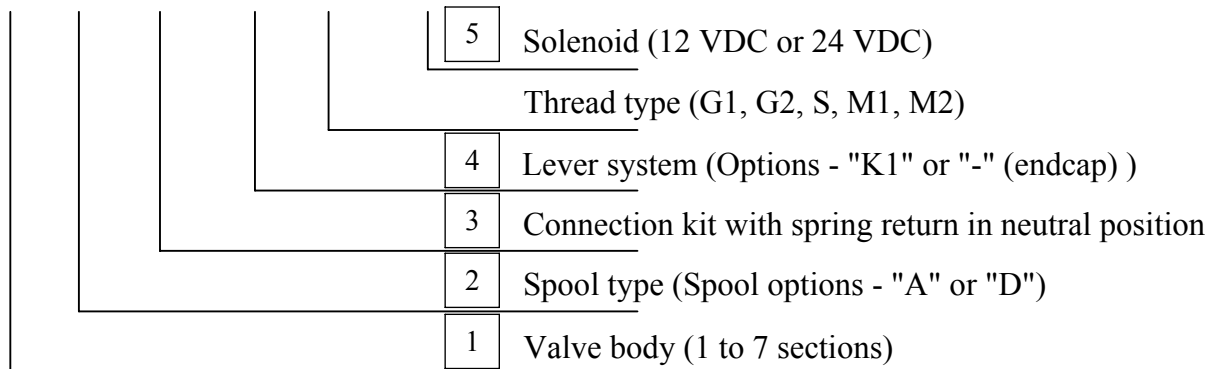 5 Solenoid (12 VDC or 24 VDC)
Thread type (G1, G2, S, M1, M2)
4 Lever system (Options - "K1" or "-" (endcap) )
3 Connection kit with spring return in neutral position
2 Spool type (Spool options - "A" or "D")
1 Valve body (1 to 7 sections)